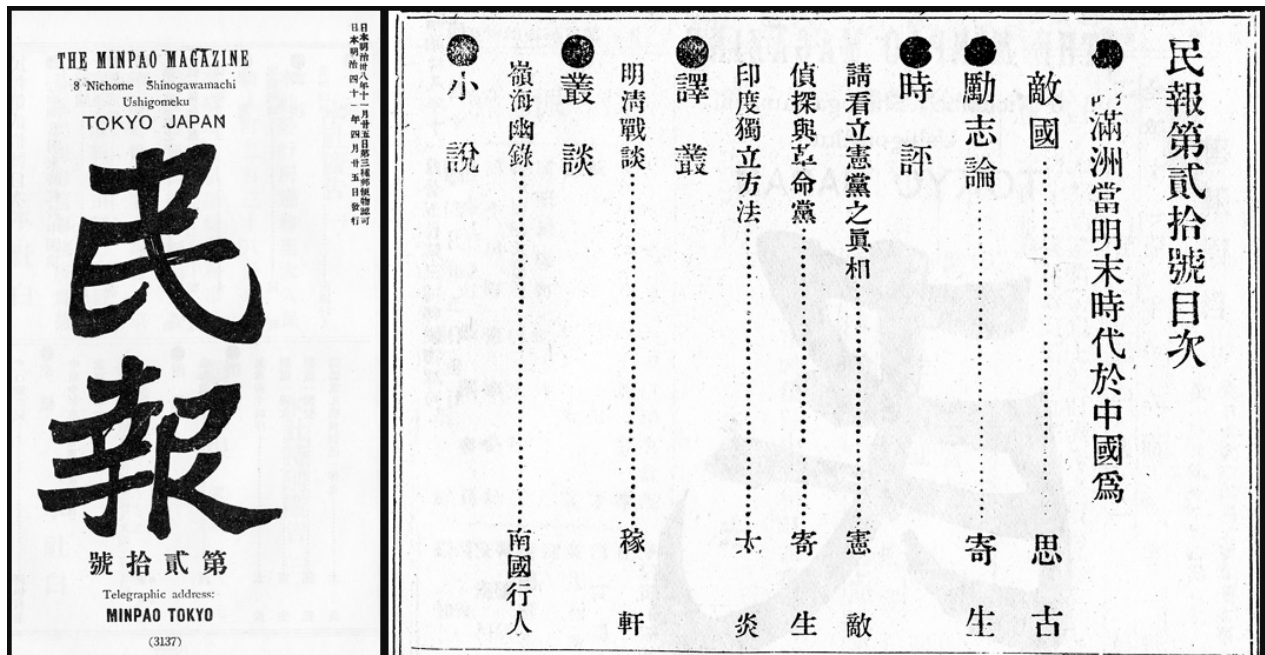 THE MINPAO MAGAZINE
8 Nichome Shinogawamachi
Ushigomeku
TOKYO JAPAN
日本明治卅八年十一月廿五日第三種郵便物認可
日本明治四十一年四月廿五日發行
民報
第貳拾號
Telegraphic address:
MINPAO TOKYO
(3137)
民報第貳拾號目次
●滿洲當明末時代於中國爲
敵國……思古
●勵志論……寄生
●時評
請看立憲黨之眞相……憲敵
偵探與革命黨……寄生
印度獨立方法……太炎
●譯叢
明清戰談……稼軒
●叢談
嶺海幽錄……南國行人
●小說